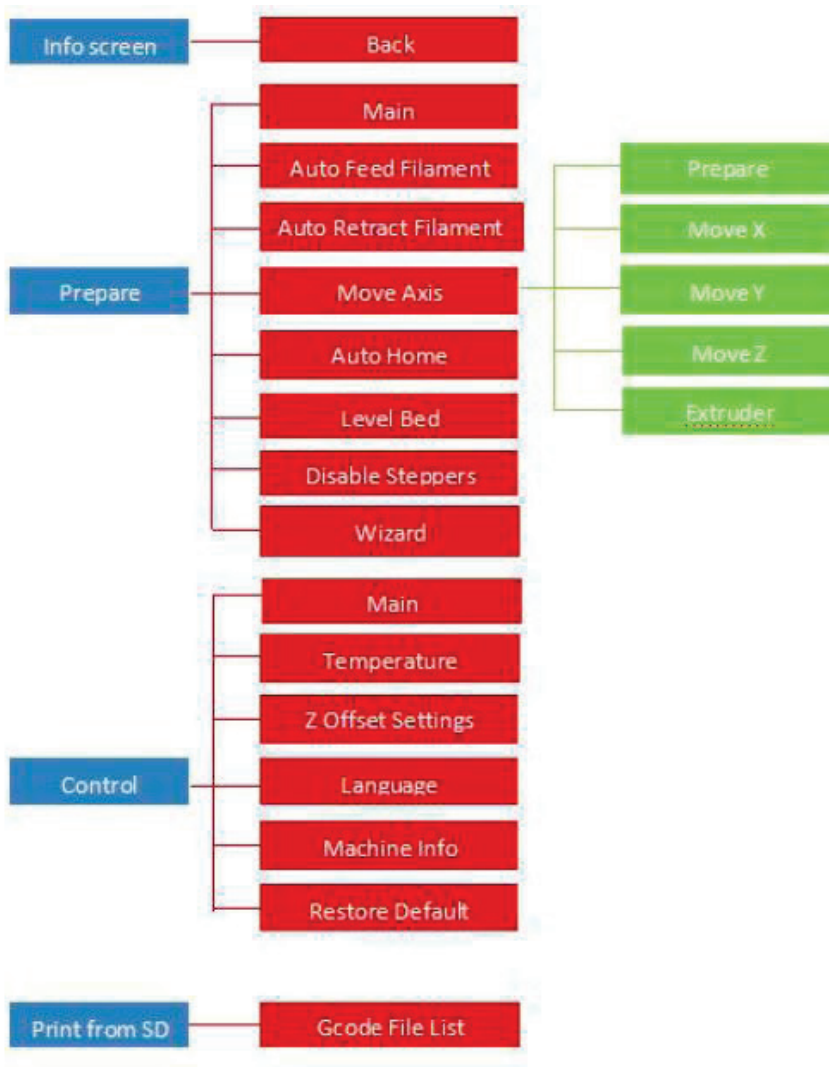 Info screen
Back
Prepare
Main
Auto Feed Filament
Auto Retract Filament
Move Axis
Prepare
Move X
Move Y
Move Z
Extruder
Auto Home
Level Bed
Disable Steppers
Wizard
Control
Main
Temperature
Z Offset Settings
Language
Machine Info
Restore Default
Print from SD
Gcode File List